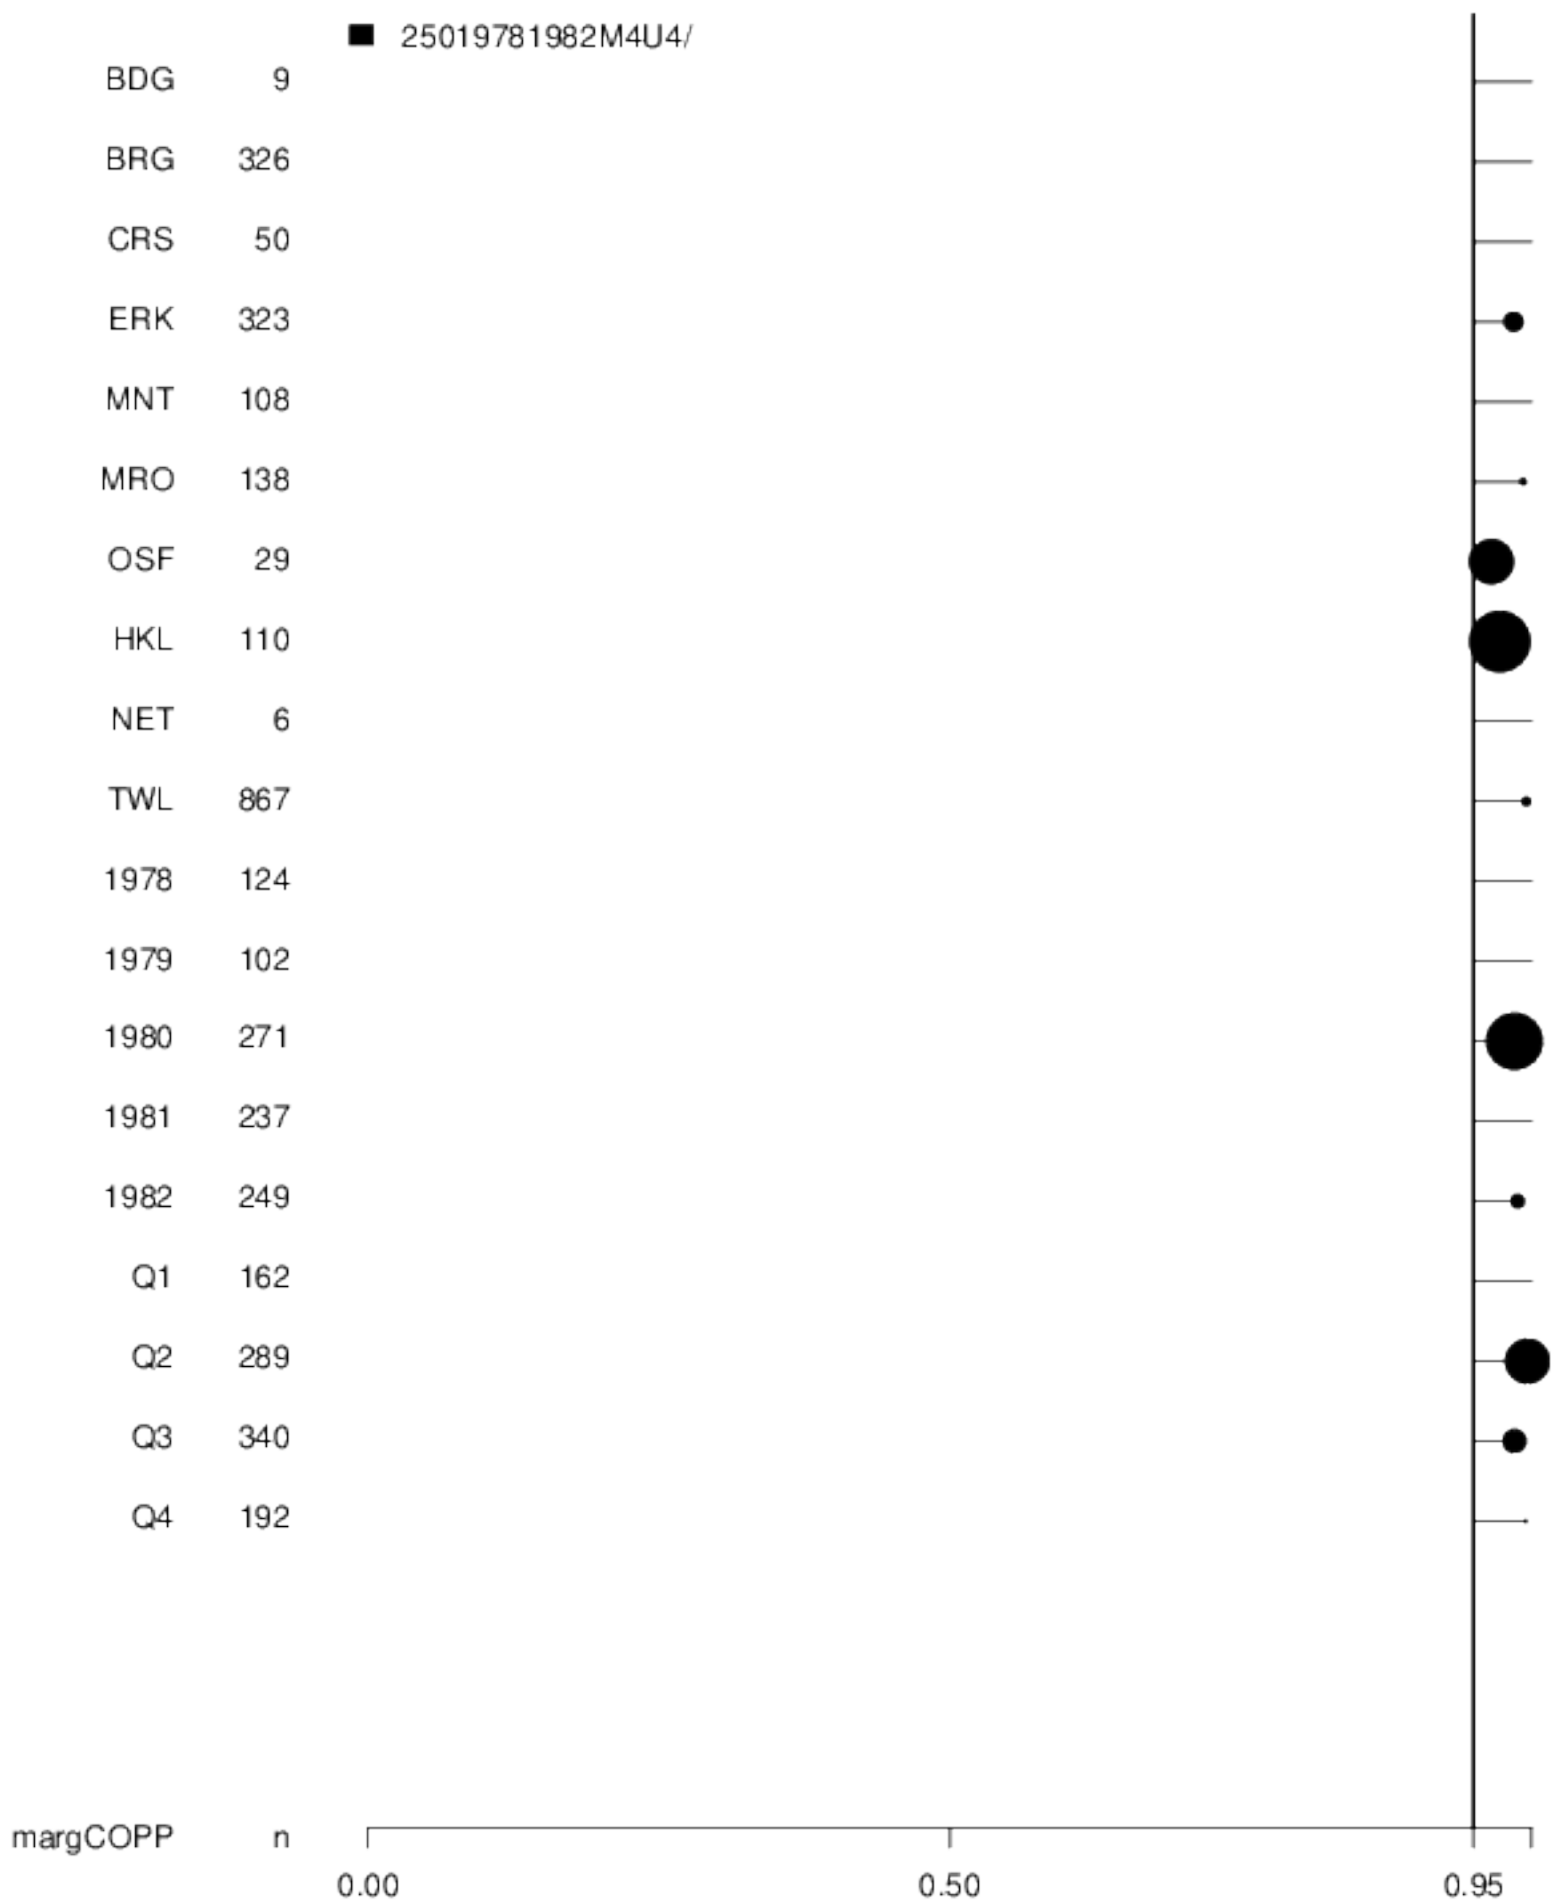 25019781982M4U4/
BDG 9
BRG 326
CRS 50
ERK 323
MNT 108
MRO 138
OSF 29
HKL 110
NET 6
TWL 867
1978 124
1979 102
1980 271
1981 237
1982 249
Q1 162
Q2 289
Q3 340
Q4 192
margCOPP n
0.00 0.50 0.95